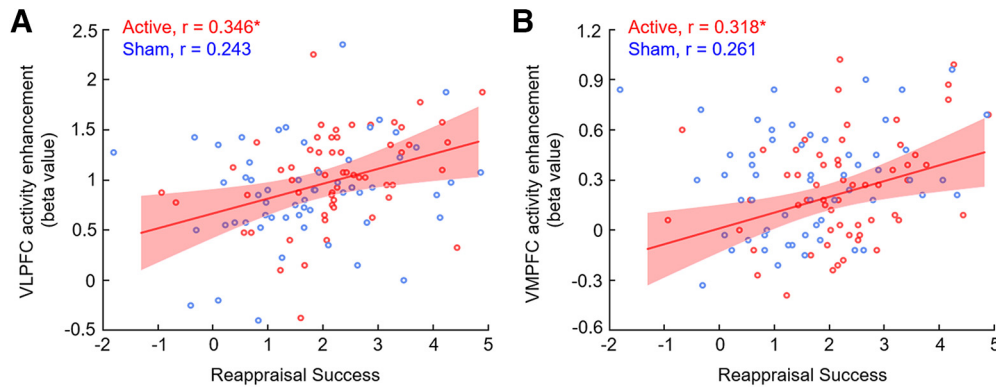 A
Active, r = 0.346*
Sham, r = 0.243
VLPFC activity enhancement
(beta value)
2.5
2
1.5
1
0.5
0
-0.5
-2
-1
0
1
2
3
4
5
Reappraisal Success
B
Active, r = 0.318*
Sham, r = 0.261
VMPFC activity enhancement
(beta value)
1.2
0.9
0.6
0.3
0
-0.3
-0.6
-2
-1
0
1
2
3
4
5
Reappraisal Success